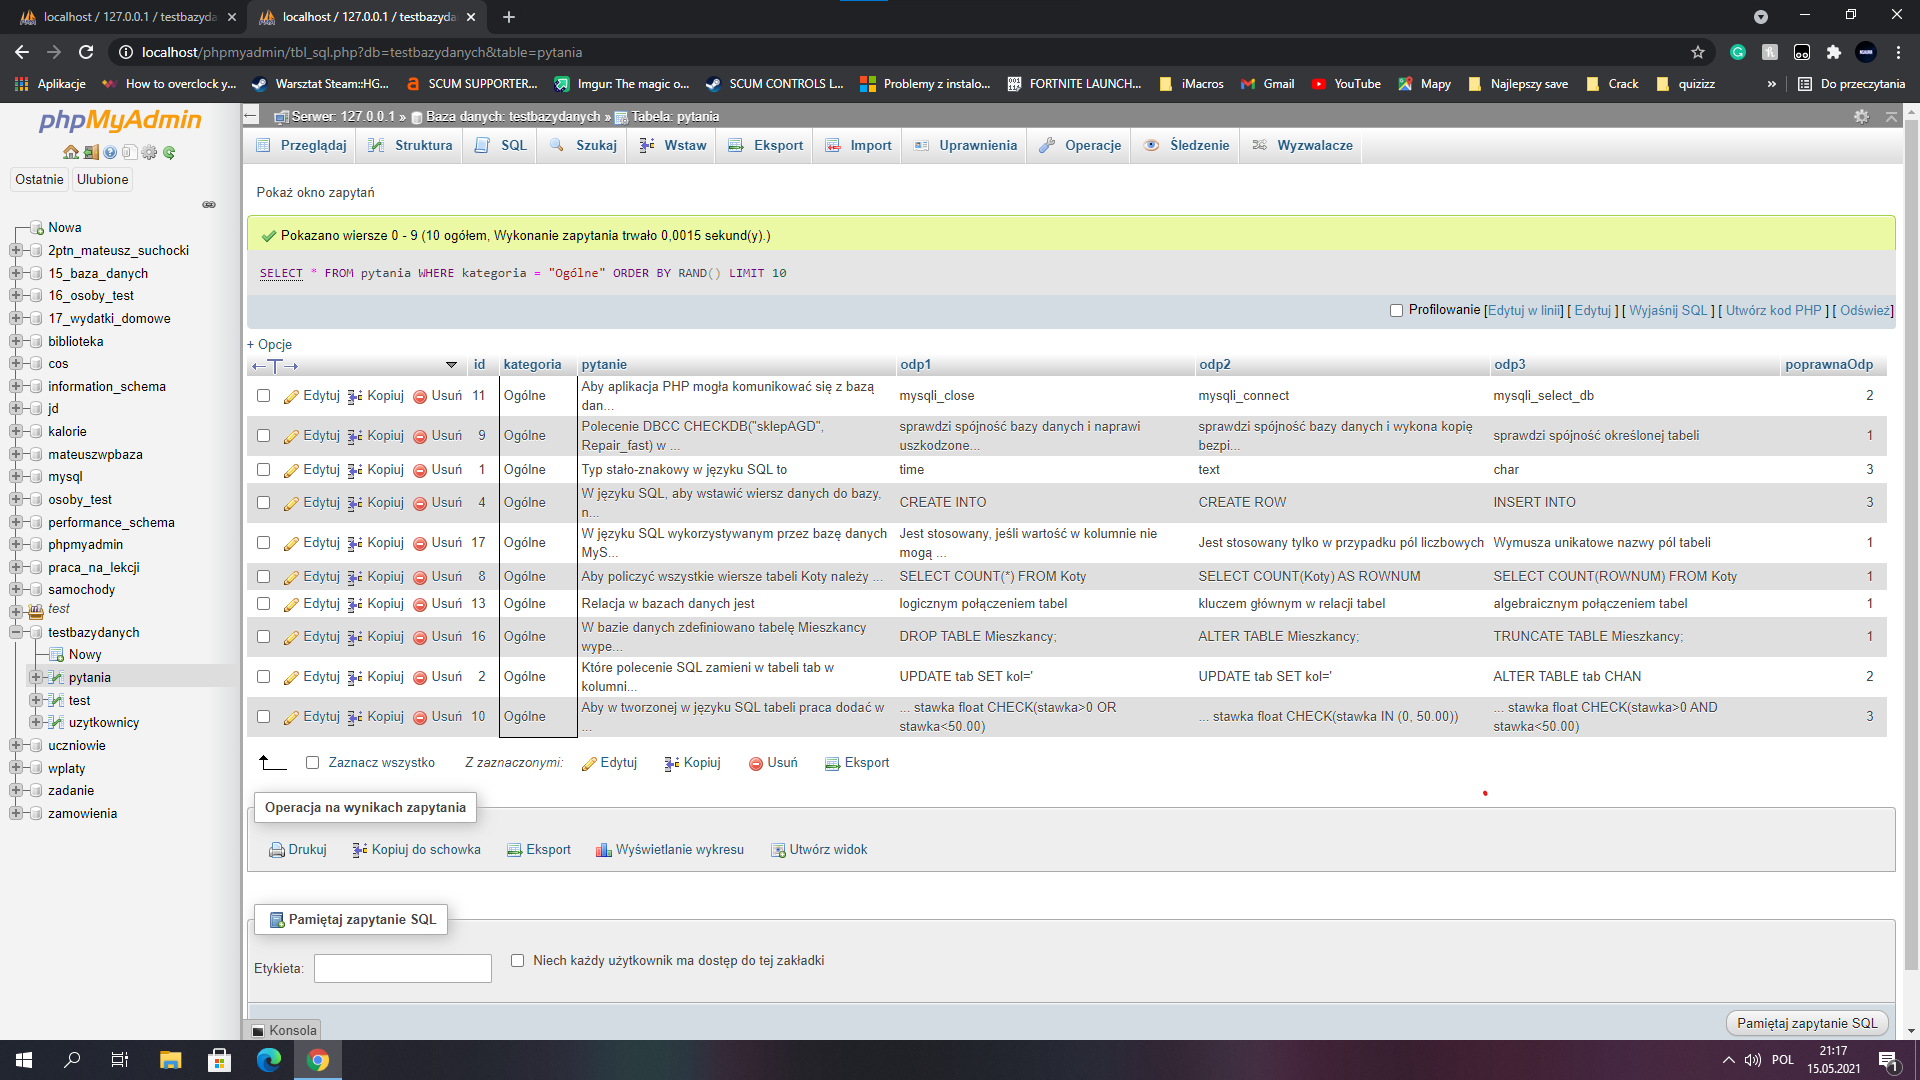 localhost / 127.0.0.1 / testbazyda
localhost / 127.0.0.1 / testbazyda
localhost/phpmyadmin/tbl_sql.php?db=testbazydanych&table=pytania
Aplikacje
How to overclock y...
Warsztat Steam::HG...
SCUM SUPPORTER...
Imgur: The magic o...
SCUM CONTROLS L...
Problemy z instalo...
FORTNITE LAUNCH...
iMacros
Gmail
YouTube
Mapy
Najlepszy save
Crack
quizizz
»
Do przeczytania
phpMyAdmin
Ostatnie
Ulubione
Nowa
2ptn_mateusz_suchocki
15_baza_danych
16_osoby_test
17_wydatki_domowe
biblioteka
cos
information_schema
jd
kalorie
mateuszwpbaza
mysql
osoby_test
performance_schema
phpmyadmin
praca_na_lekcji
samochody
test
testbazydanych
Nowy
pytania
test
uzytkownicy
uczniowie
wplaty
zadanie
zamowienia
Serwer: 127.0.0.1 » Baza danych: testbazydanych » Tabela: pytania
Przeglądaj
Struktura
SQL
Szukaj
Wstaw
Eksport
Import
Uprawnienia
Operacje
Śledzenie
Wyzwalacze
Pokaż okno zapytań
Pokazano wiersze 0 - 9 (10 ogółem, Wykonanie zapytania trwało 0,0015 sekund(y).)
SELECT * FROM pytania WHERE kategoria = "Ogólne" ORDER BY RAND() LIMIT 10
Profilowanie [Edytuj w linii] [ Edytuj ] [ Wyjaśnij SQL ] [ Utwórz kod PHP ] [ Odśwież]
+ Opcje
←T→ id kategoria pytanie odp1 odp2 odp3 poprawnaOdp
Edytuj Kopiuj Usuń 11 Ogólne Aby aplikacja PHP mogła komunikować się z bazą dan... mysqli_close mysqli_connect mysqli_select_db 2
Edytuj Kopiuj Usuń 9 Ogólne Polecenie DBCC CHECKDB("sklepAGD", Repair_fast) w ... sprawdzi spójność bazy danych i naprawi uszkodzone... sprawdzi spójność bazy danych i wykona kopię bezpi... sprawdzi spójność określonej tabeli 1
Edytuj Kopiuj Usuń 1 Ogólne Typ stało-znakowy w języku SQL to time text char 3
Edytuj Kopiuj Usuń 4 Ogólne W języku SQL, aby wstawić wiersz danych do bazy, n... CREATE INTO CREATE ROW INSERT INTO 3
Edytuj Kopiuj Usuń 17 Ogólne W języku SQL wykorzystywanym przez bazę danych MyS... Jest stosowany, jeśli wartość w kolumnie nie mogą ... Jest stosowany tylko w przypadku pól liczbowych Wymusza unikatowe nazwy pól tabeli 1
Edytuj Kopiuj Usuń 8 Ogólne Aby policzyć wszystkie wiersze tabeli Koty należy ... SELECT COUNT(*) FROM Koty SELECT COUNT(Koty) AS ROWNUM SELECT COUNT(ROWNUM) FROM Koty 1
Edytuj Kopiuj Usuń 13 Ogólne Relacja w bazach danych jest logicznym połączeniem tabel kluczem głównym w relacji tabel algebraicznym połączeniem tabel 1
Edytuj Kopiuj Usuń 16 Ogólne W bazie danych zdefiniowano tabelę Mieszkancy wype... DROP TABLE Mieszkancy; ALTER TABLE Mieszkancy; TRUNCATE TABLE Mieszkancy; 1
Edytuj Kopiuj Usuń 2 Ogólne Które polecenie SQL zamieni w tabeli tab w kolumni... UPDATE tab SET kol=' UPDATE tab SET kol=' ALTER TABLE tab CHAN 2
Edytuj Kopiuj Usuń 10 Ogólne Aby w tworzonej w języku SQL tabeli praca dodać w ... ... stawka float CHECK(stawka>0 OR stawka<50.00) ... stawka float CHECK(stawka IN (0, 50.00)) ... stawka float CHECK(stawka>0 AND stawka<50.00) 3
Zaznacz wszystko Z zaznaczonymi: Edytuj Kopiuj Usuń Eksport
Operacja na wynikach zapytania
Drukuj Kopiuj do schowka Eksport Wyświetlanie wykresu Utwórz widok
Pamiętaj zapytanie SQL
Etykieta:
Niech każdy użytkownik ma dostęp do tej zakładki
Konsola
Pamiętaj zapytanie SQL
POL
21:17
15.05.2021
1